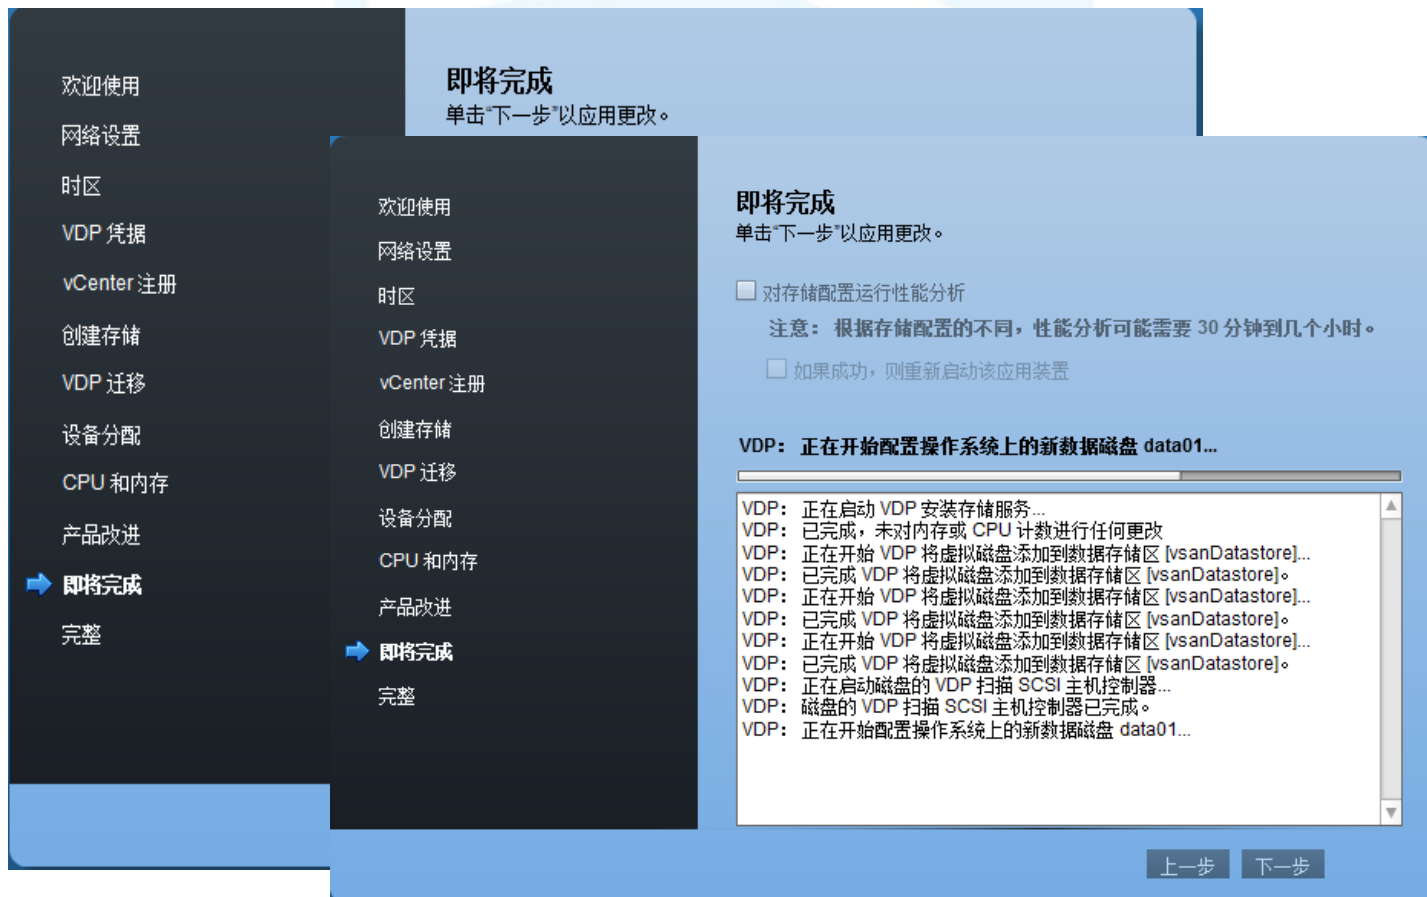 欢迎使用
网络设置
时区
VDP 凭据
vCenter 注册
创建存储
VDP 迁移
设备分配
CPU 和内存
产品改进
即将完成
完整
即将完成
单击“下一步”以应用更改。
欢迎使用
网络设置
时区
VDP 凭据
vCenter 注册
创建存储
VDP 迁移
设备分配
CPU 和内存
产品改进
即将完成
完整
即将完成
单击“下一步”以应用更改。
对存储配置运行性能分析
注意： 根据存储配置的不同，性能分析可能需要 30 分钟到几个小时。
如果成功，则重新启动该应用装置
VDP： 正在开始配置操作系统上的新数据磁盘 data01...
VDP： 正在启动 VDP 安装存储服务...
VDP： 已完成，未对内存或 CPU 计数进行任何更改
VDP： 正在开始 VDP 将虚拟磁盘添加到数据存储区 [vsanDatastore]...
VDP： 已完成 VDP 将虚拟磁盘添加到数据存储区 [vsanDatastore]。
VDP： 正在开始 VDP 将虚拟磁盘添加到数据存储区 [vsanDatastore]...
VDP： 已完成 VDP 将虚拟磁盘添加到数据存储区 [vsanDatastore]。
VDP： 正在开始 VDP 将虚拟磁盘添加到数据存储区 [vsanDatastore]...
VDP： 已完成 VDP 将虚拟磁盘添加到数据存储区 [vsanDatastore]。
VDP： 正在启动磁盘的 VDP 扫描 SCSI 主机控制器...
VDP： 磁盘的 VDP 扫描 SCSI 主机控制器已完成。
VDP： 正在开始配置操作系统上的新数据磁盘 data01...
上一步 下一步